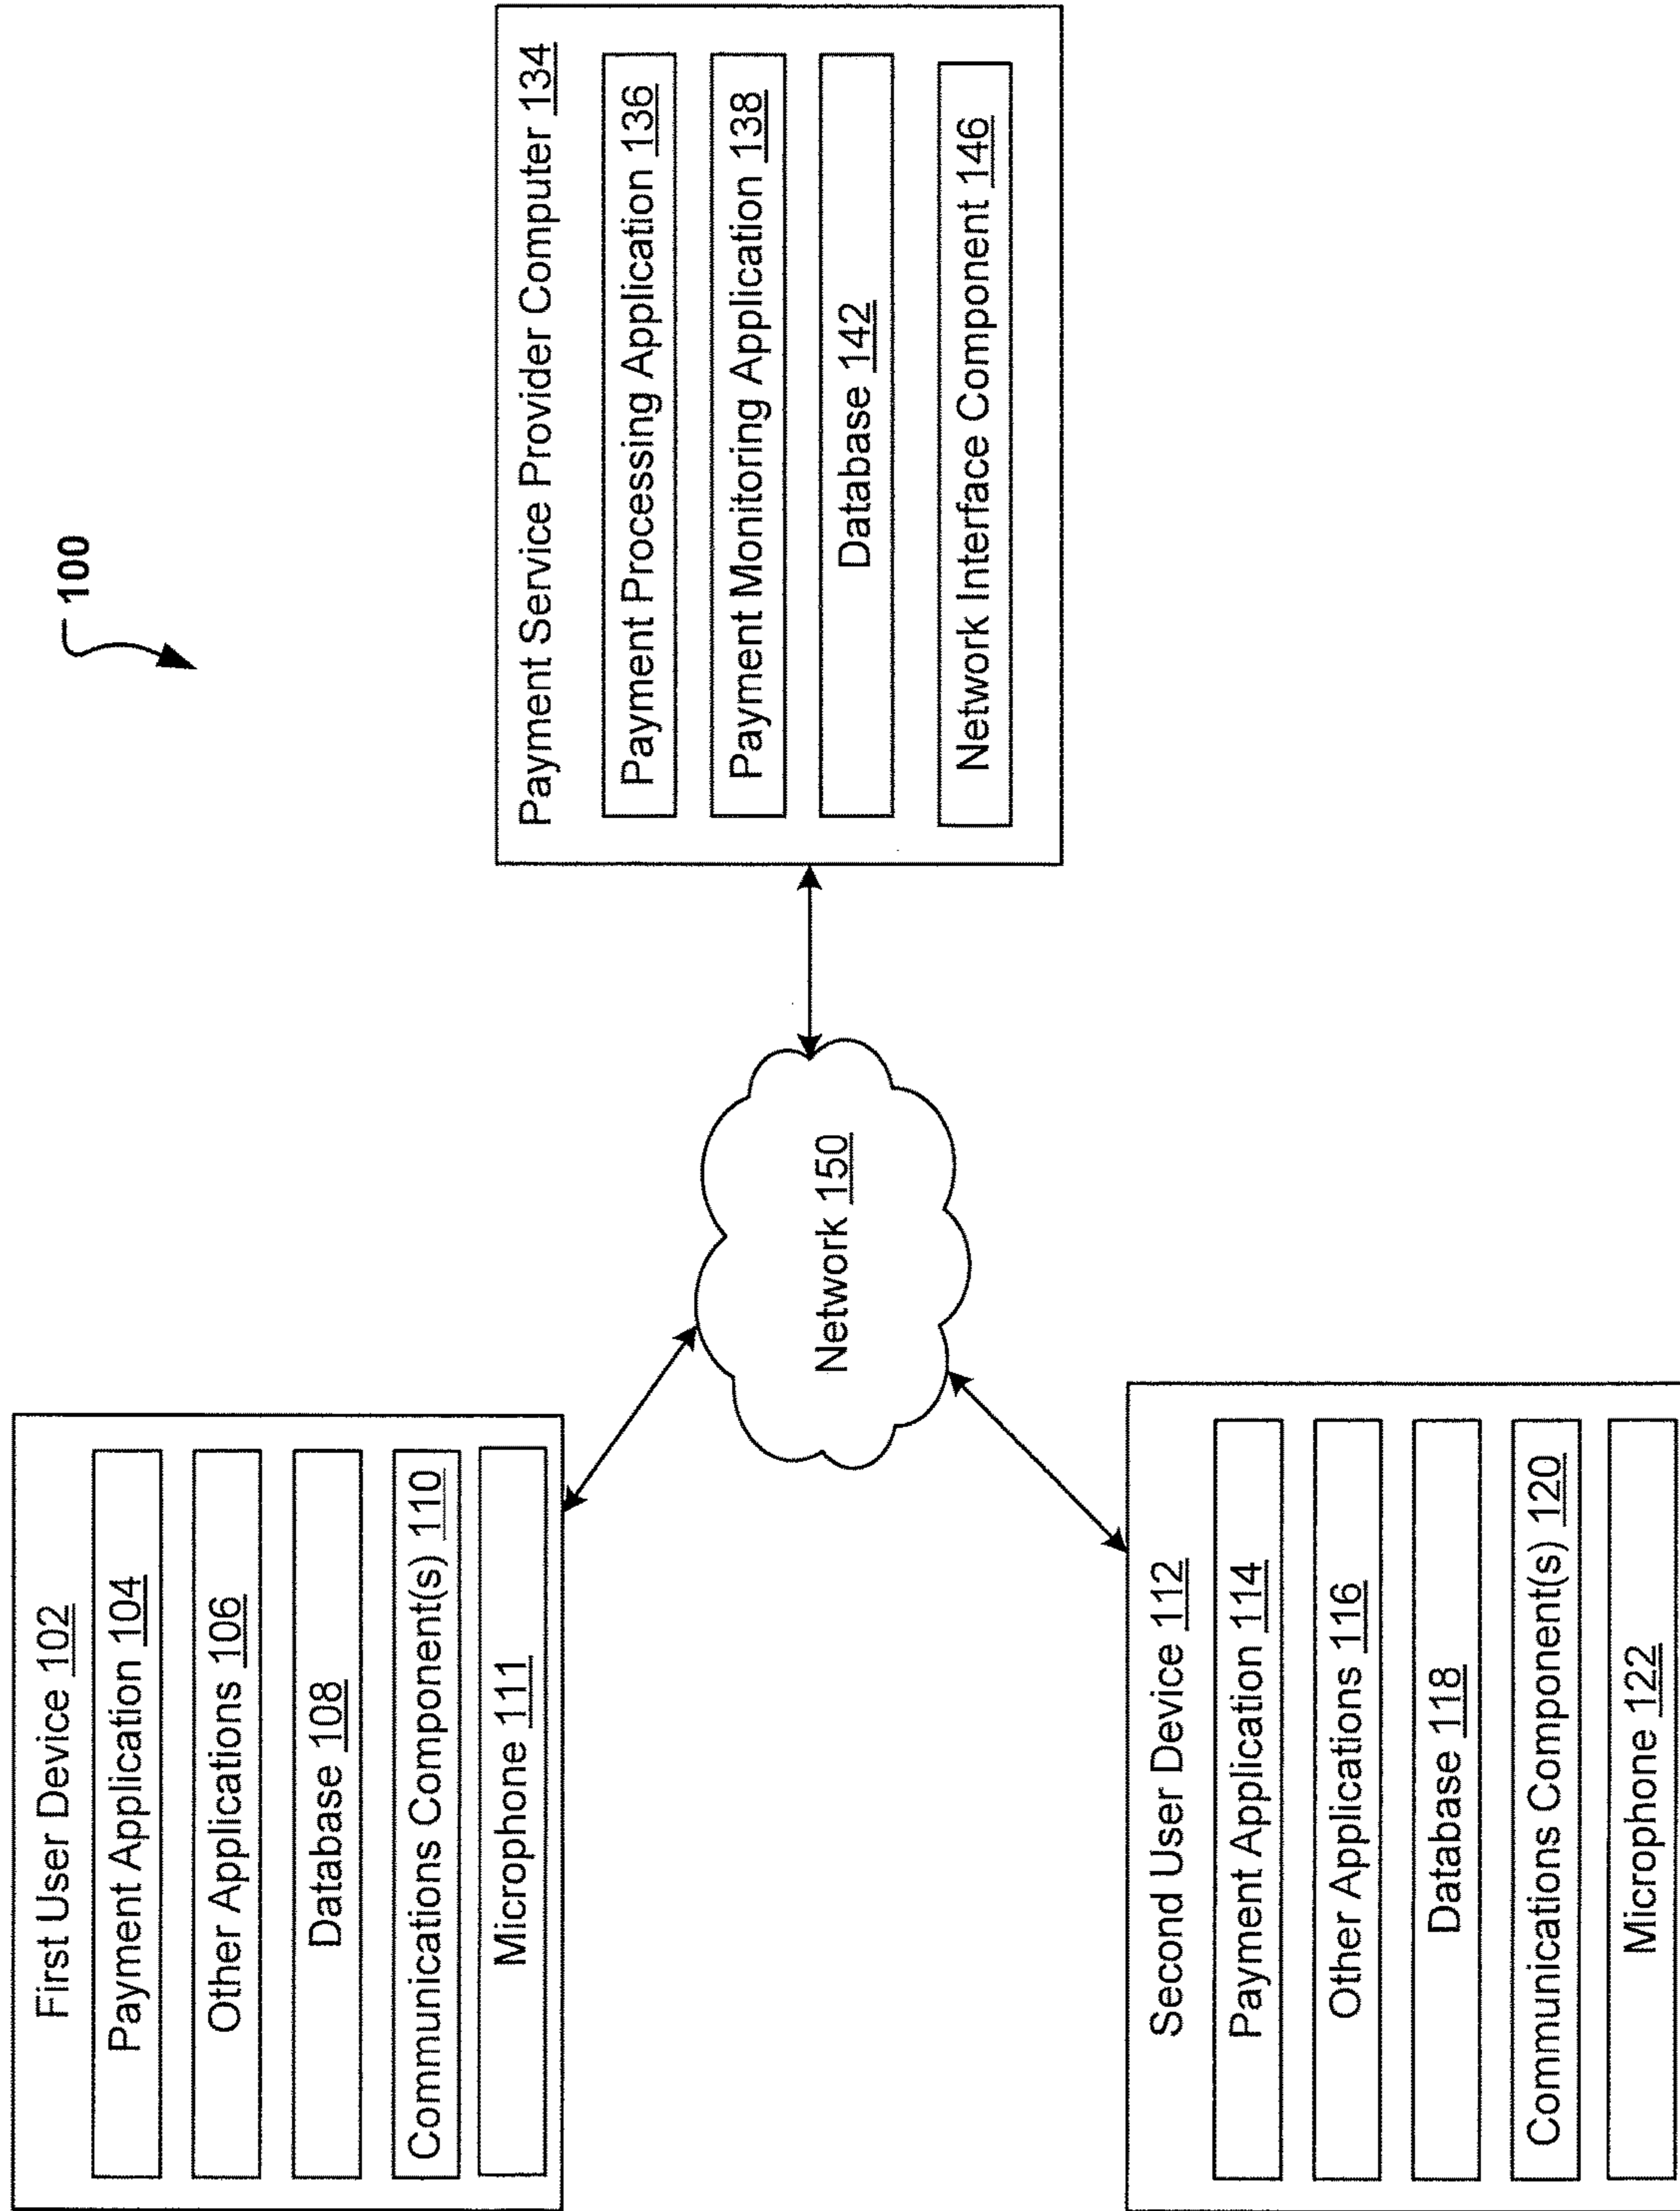 100
First User Device 102
Payment Application 104
Other Applications 106
Database 108
Communications Component(s) 110
Microphone 111
Second User Device 112
Payment Application 114
Other Applications 116
Database 118
Communications Component(s) 120
Microphone 122
Network 150
Payment Service Provider Computer 134
Payment Processing Application 136
Payment Monitoring Application 138
Database 142
Network Interface Component 146